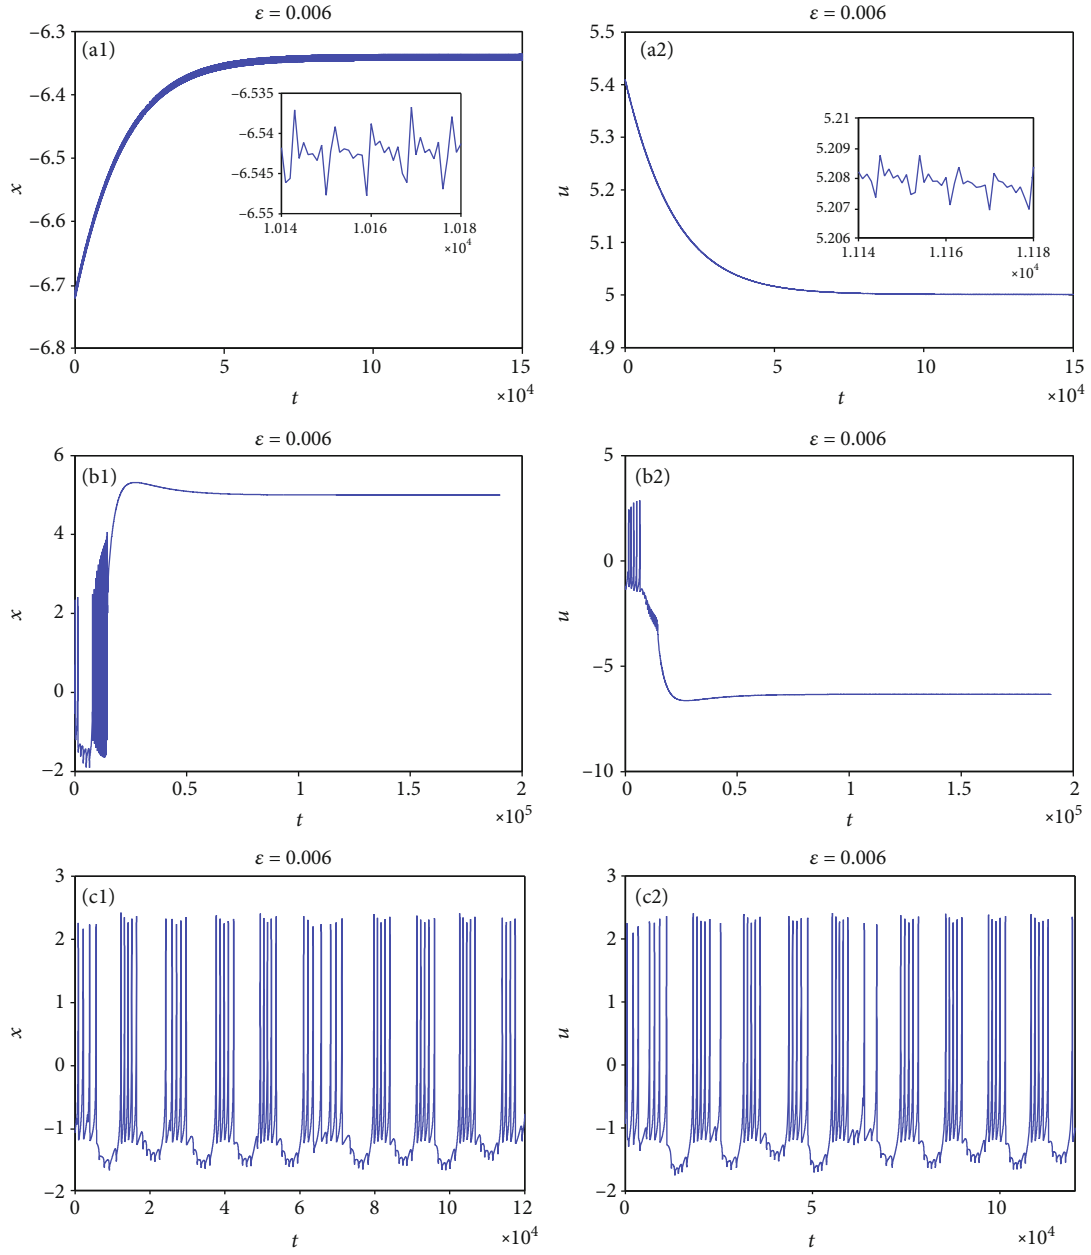 ε = 0.006
(a1)
x
−6.3
−6.4
−6.5
−6.6
−6.7
−6.8
−6.535
−6.54
−6.545
−6.55
1.014 1.016 1.018
×10⁴
0 5 10 15
×10⁴
t
ε = 0.006
(a2)
u
5.5
5.4
5.3
5.2
5.1
5
4.9
5.21
5.209
5.208
5.207
5.206
1.114 1.116 1.118
×10⁴
0 5 10 15
×10⁴
t
ε = 0.006
(b1)
x
6
4
2
0
−2
0 0.5 1 1.5 2
×10⁵
t
ε = 0.006
(b2)
u
5
0
−5
−10
0 0.5 1 1.5 2
×10⁵
t
ε = 0.006
(c1)
x
3
2
1
0
−1
−2
0 2 4 6 8 10 12
×10⁴
t
ε = 0.006
(c2)
u
3
2
1
0
−1
−2
0 5 10
×10⁴
t